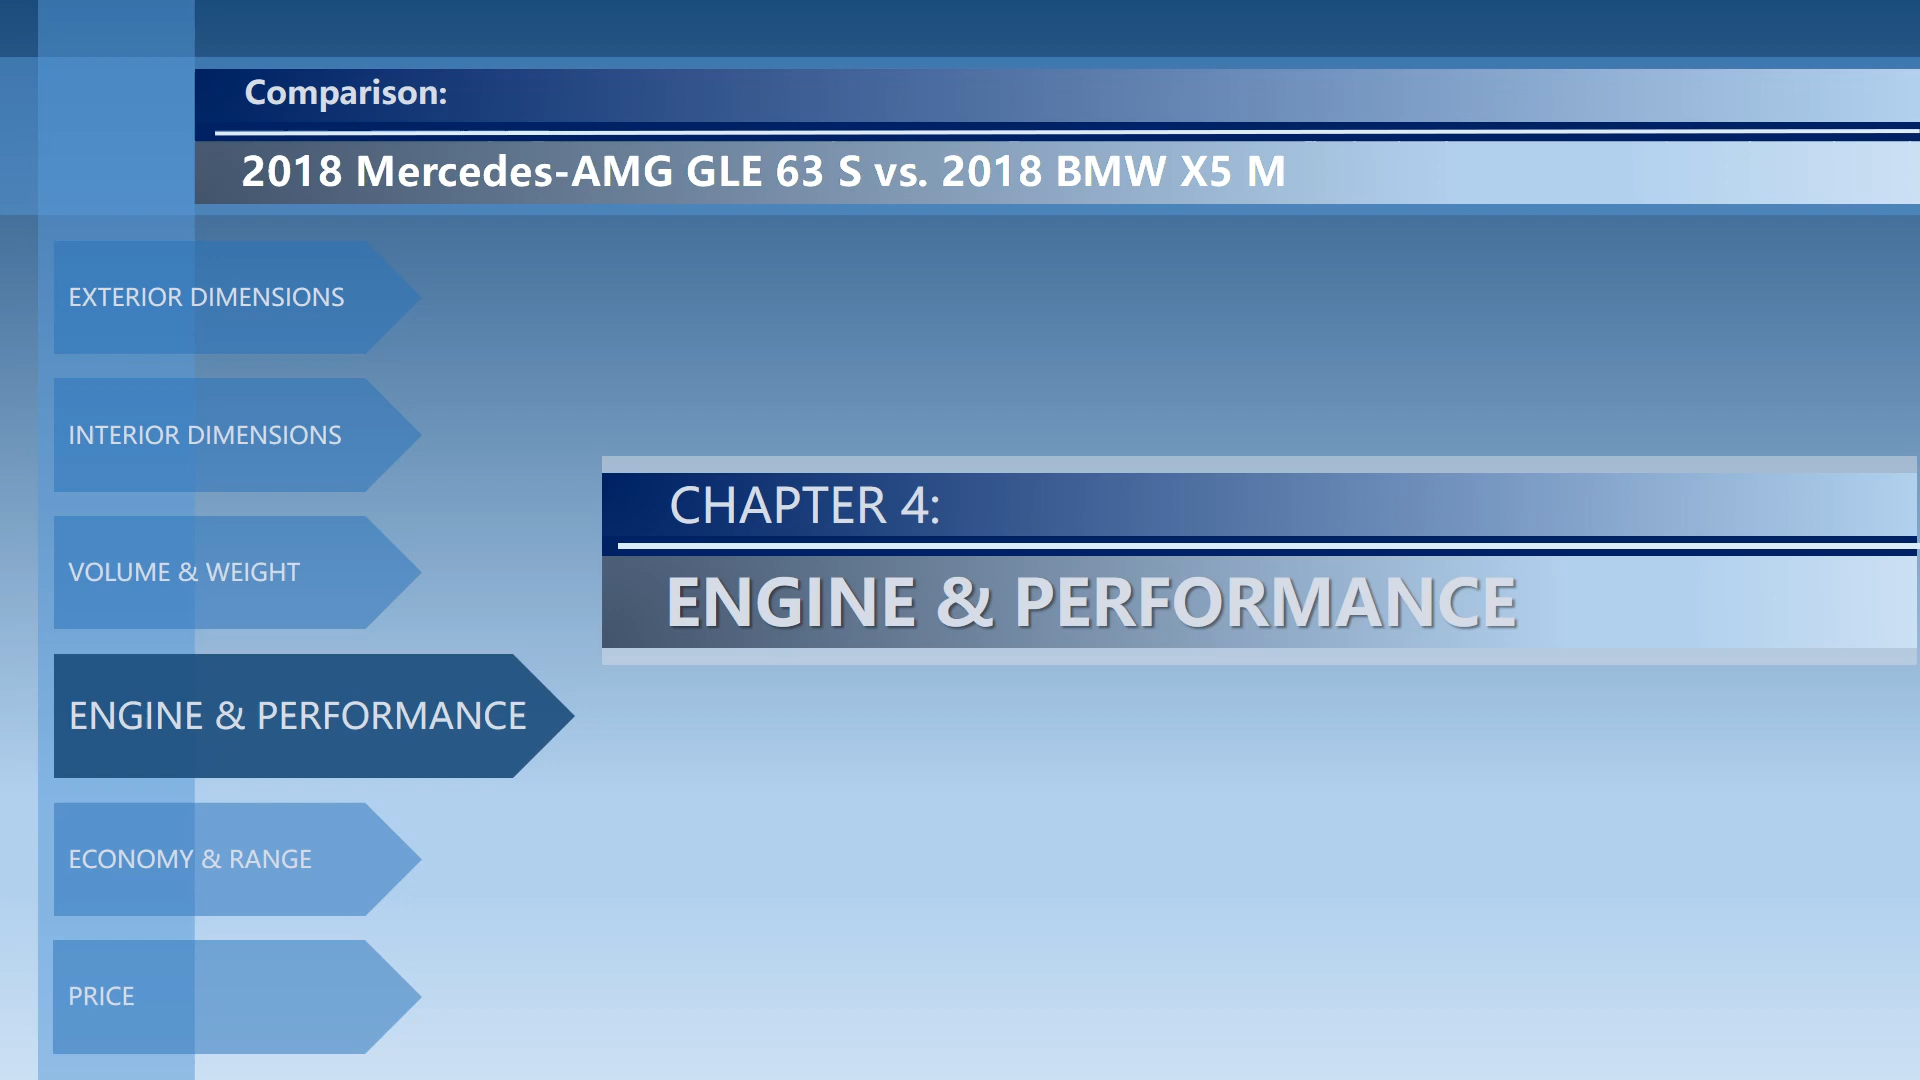 Comparison:
2018 Mercedes-AMG GLE 63 S vs. 2018 BMW X5 M
EXTERIOR DIMENSIONS
INTERIOR DIMENSIONS
VOLUME & WEIGHT
ENGINE & PERFORMANCE
ECONOMY & RANGE
PRICE
CHAPTER 4:
ENGINE & PERFORMANCE